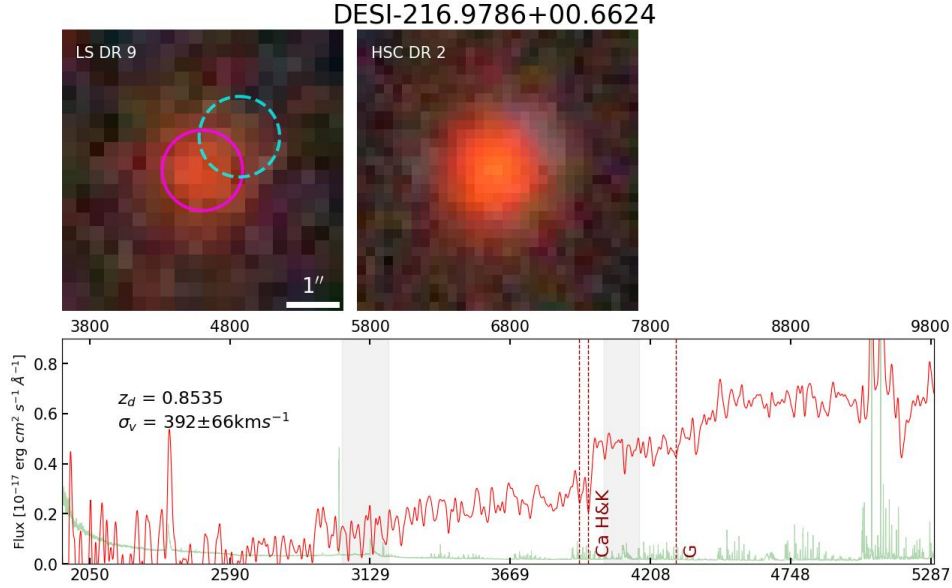 DESI-216.9786+00.6624
LS DR 9
HSC DR 2
1″
3800 4800 5800 6800 7800 8800 9800
0.8
0.6
0.4
0.2
0.0
Flux [10⁻¹⁷ erg cm² s⁻¹ Å⁻¹]
z_d = 0.8535
σ_v = 392±66kms⁻¹
Ca H&K
G
2050 2590 3129 3669 4208 4748 5287